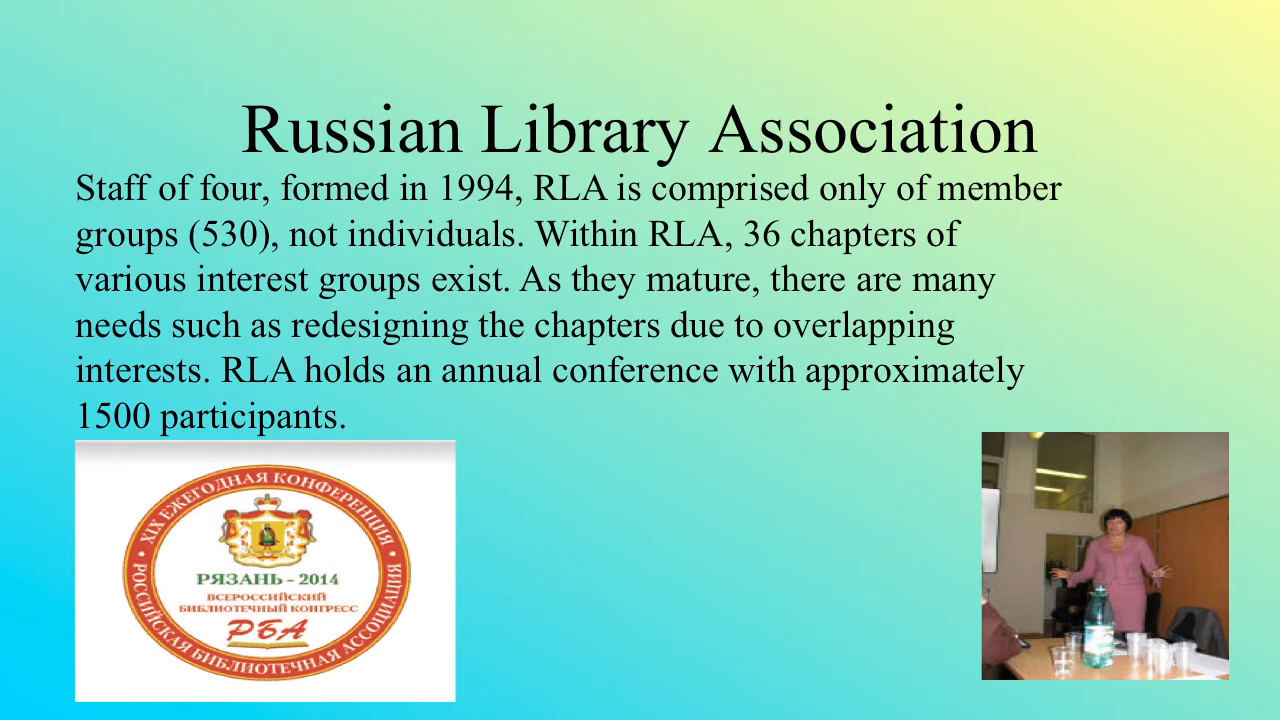 Russian Library Association
Staff of four, formed in 1994, RLA is comprised only of member
groups (530), not individuals. Within RLA, 36 chapters of
various interest groups exist. As they mature, there are many
needs such as redesigning the chapters due to overlapping
interests. RLA holds an annual conference with approximately
1500 participants.
• XIX ЕЖЕГОДНАЯ КОНФЕРЕНЦИЯ •
РЯЗАНЬ - 2014
ВСЕРОССИЙСКИЙ
БИБЛИОТЕЧНЫЙ КОНГРЕСС
РБА
РОССИЙСКАЯ БИБЛИОТЕЧНАЯ АССОЦИАЦИЯ